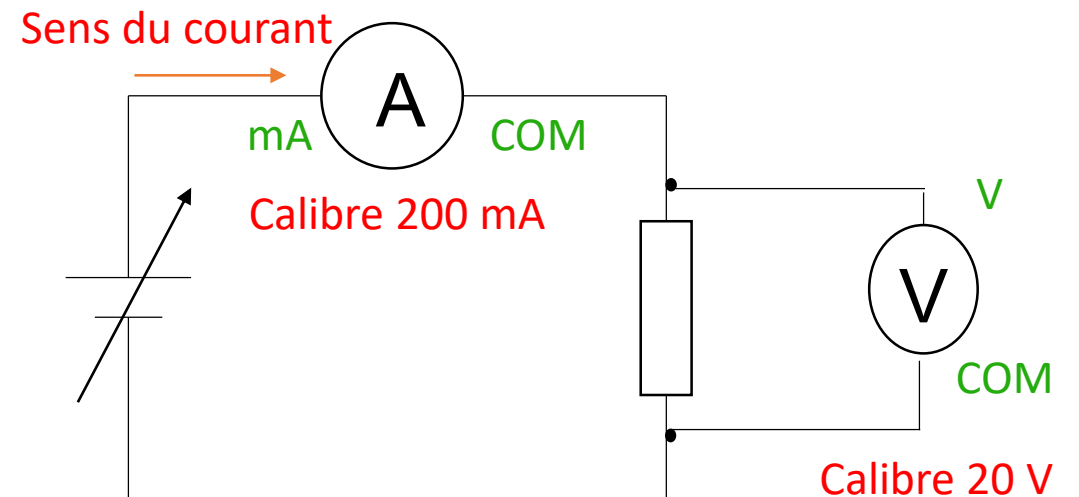 Sens du courant
A
mA
COM
Calibre 200 mA
V
V
COM
Calibre 20 V